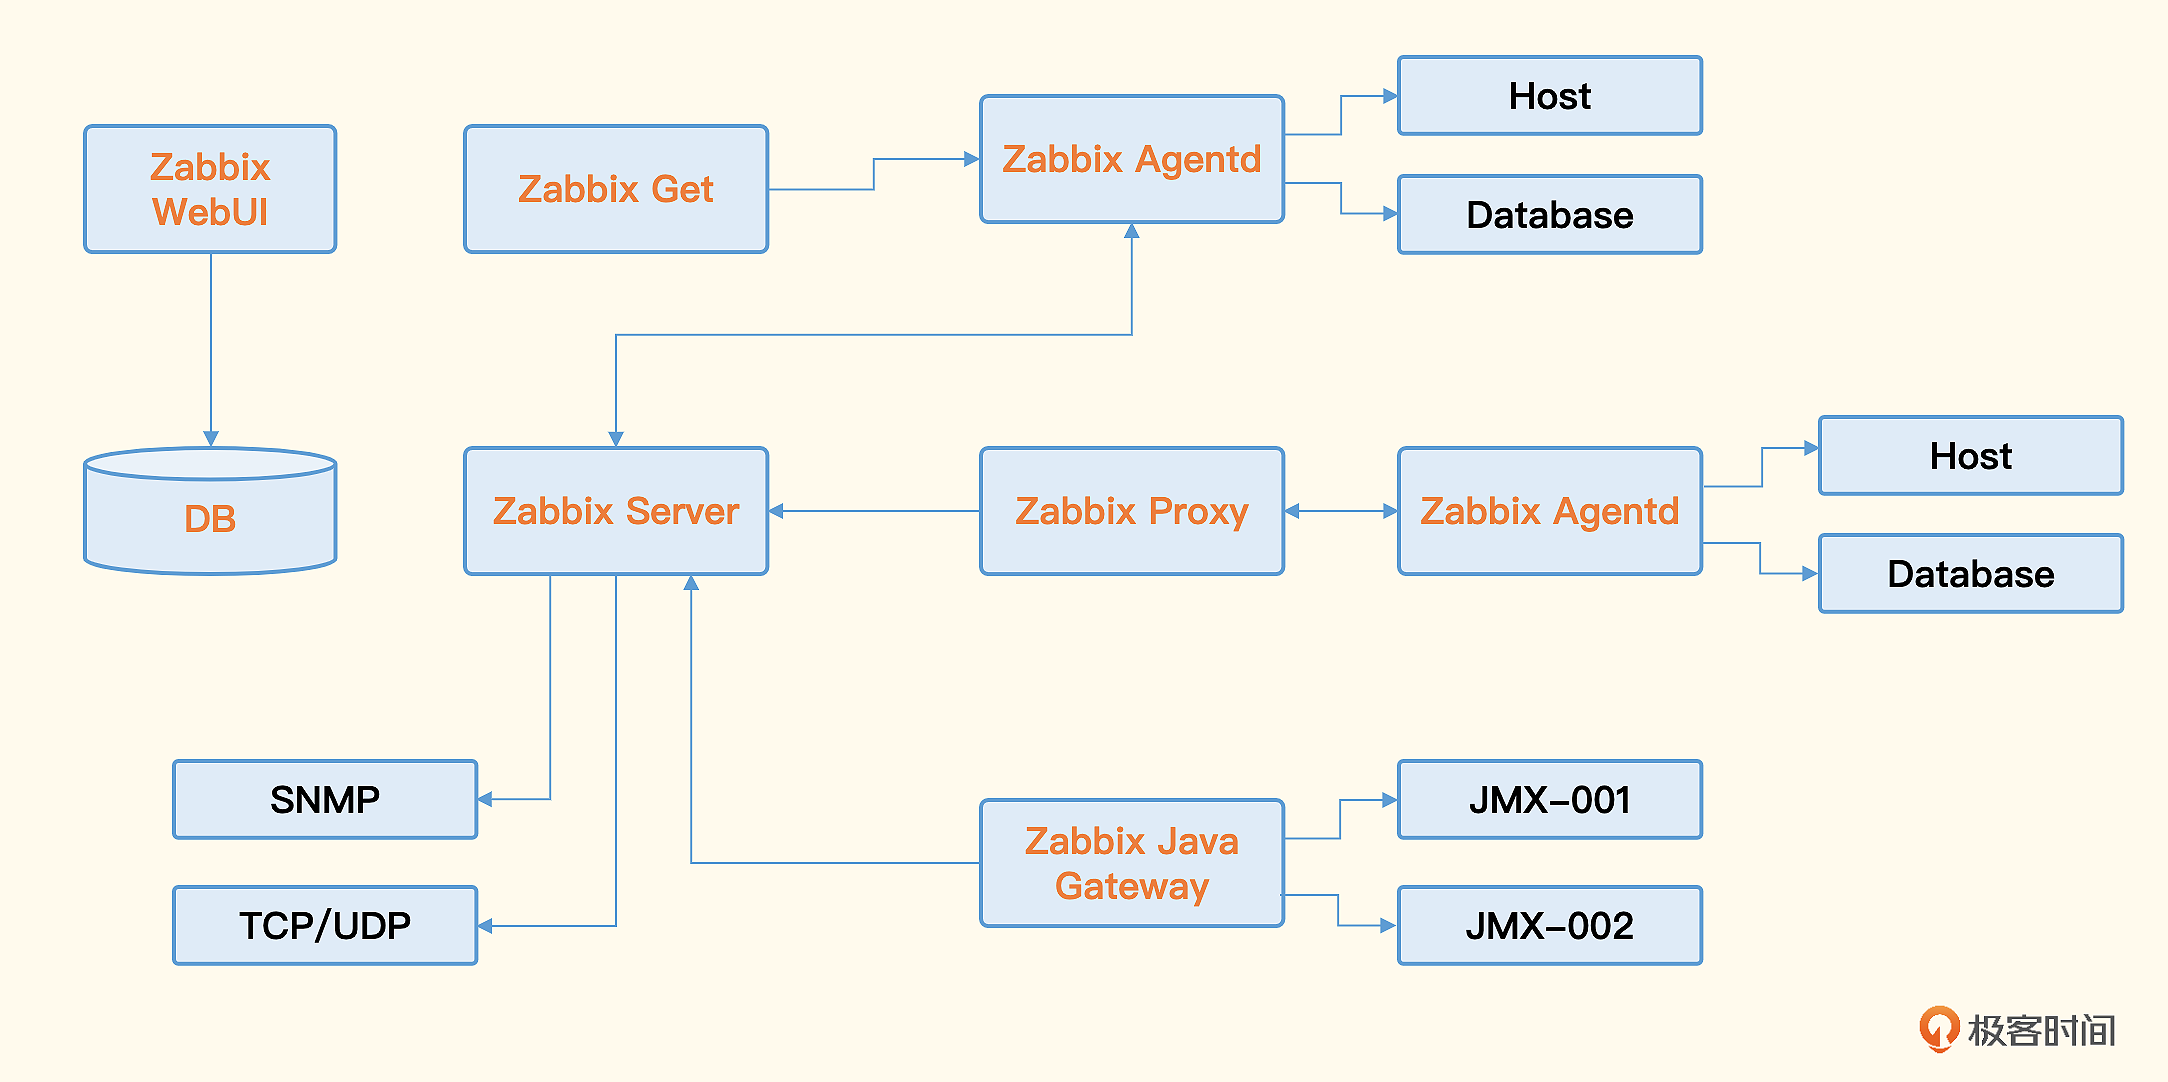 Zabbix
WebUI
Zabbix Get
Zabbix Agentd
Host
Database
DB
Zabbix Server
Zabbix Proxy
Zabbix Agentd
Host
Database
SNMP
TCP/UDP
Zabbix Java
Gateway
JMX-001
JMX-002
极客时间